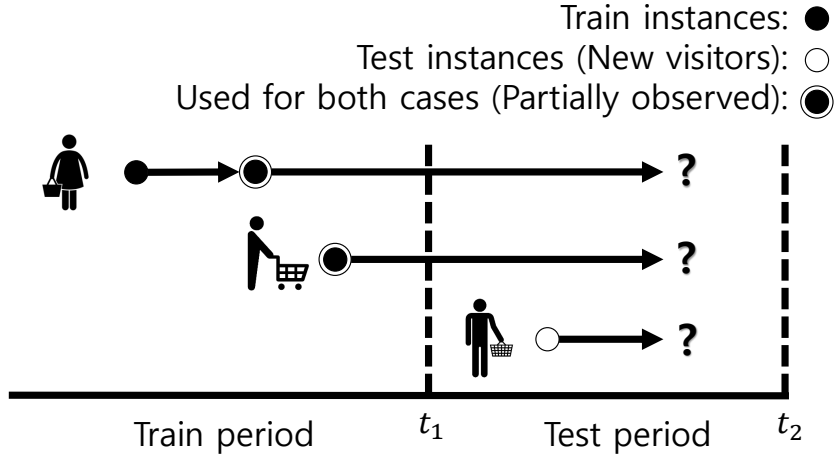 Train instances:
Test instances (New visitors):
Used for both cases (Partially observed):
?
?
?
Train period
t₁
Test period
t₂